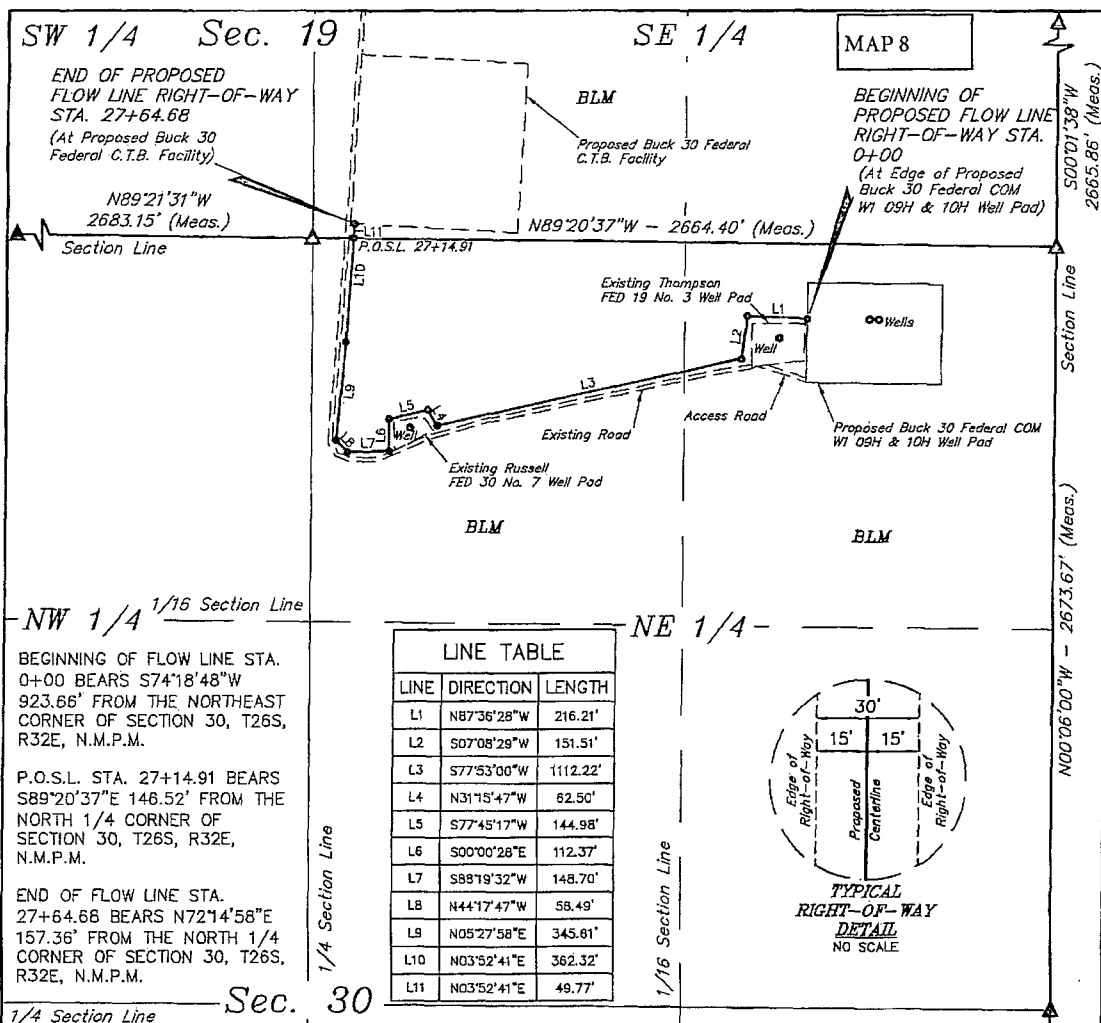 SW 1/4
Sec. 19
SE 1/4
MAP 8
END OF PROPOSED
FLOW LINE RIGHT-OF-WAY
STA. 27+64.68
(At Proposed Buck 30
Federal C.T.B. Facility)
BLM
Proposed Buck 30 Federal
C.T.B. Facility
BEGINNING OF
PROPOSED FLOW LINE
RIGHT-OF-WAY STA.
0+00
(At Edge of Proposed
Buck 30 Federal COM
W1 09H & 10H Well Pad)
S00°01'38"W
2665.86' (Meas.)
N89°21'31"W
2683.15' (Meas.)
Section Line
L11
P.O.S.L. 27+14.91
N89°20'37"W - 2664.40' (Meas.)
L10
Existing Thompson
FED 19 No. 3 Well Pad
L1
L2
Well
Wells
Section Line
L3
L9
L5
L4
L6
Well
L7
L8
Existing Road
Access Road
Proposed Buck 30 Federal COM
W1 09H & 10H Well Pad
Existing Russell
FED 30 No. 7 Well Pad
BLM
BLM
N00°06'00"W - 2673.67' (Meas.)
NW 1/4
1/16 Section Line
NE 1/4
BEGINNING OF FLOW LINE STA.
0+00 BEARS S74°18'48"W
923.66' FROM THE NORTHEAST
CORNER OF SECTION 30, T26S,
R32E, N.M.P.M.
P.O.S.L. STA. 27+14.91 BEARS
S89°20'37"E 146.52' FROM THE
NORTH 1/4 CORNER OF
SECTION 30, T26S, R32E,
N.M.P.M.
END OF FLOW LINE STA.
27+64.68 BEARS N72°14'58"E
157.36' FROM THE NORTH 1/4
CORNER OF SECTION 30, T26S,
R32E, N.M.P.M.
1/4 Section Line
LINE TABLE
LINE DIRECTION LENGTH
L1 N87°36'28"W 216.21'
L2 S07°08'29"W 151.51'
L3 S77°53'00"W 1112.22'
L4 N31°15'47"W 62.50'
L5 S77°45'17"W 144.98'
L6 S00°00'28"E 112.37'
L7 S88°19'32"W 148.70'
L8 N44°17'47"W 58.49'
L9 N05°27'58"E 345.61'
L10 N03°52'41"E 362.32'
L11 N03°52'41"E 49.77'
1/16 Section Line
30'
15' 15'
Edge of
Right-of-Way
Proposed
Centerline
Edge of
Right-of-Way
TYPICAL
RIGHT-OF-WAY
DETAIL
NO SCALE
Sec. 30
1/4 Section Line